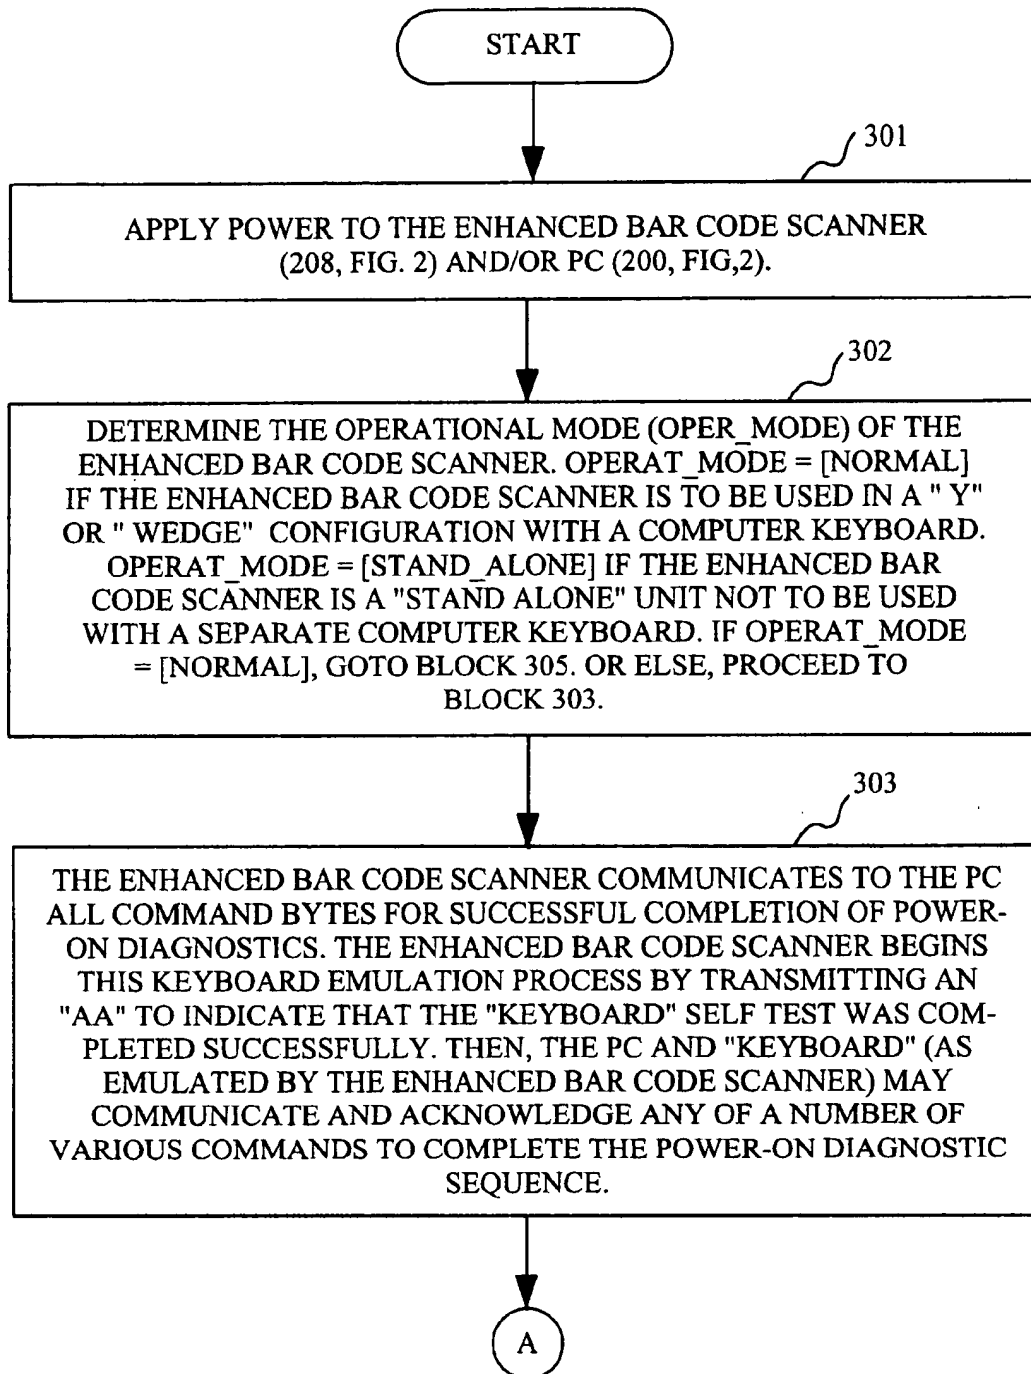 START
301
APPLY POWER TO THE ENHANCED BAR CODE SCANNER
(208, FIG. 2) AND/OR PC (200, FIG,2).
302
DETERMINE THE OPERATIONAL MODE (OPER_MODE) OF THE
ENHANCED BAR CODE SCANNER. OPERAT_MODE = [NORMAL]
IF THE ENHANCED BAR CODE SCANNER IS TO BE USED IN A " Y"
OR " WEDGE" CONFIGURATION WITH A COMPUTER KEYBOARD.
OPERAT_MODE = [STAND_ALONE] IF THE ENHANCED BAR
CODE SCANNER IS A "STAND ALONE" UNIT NOT TO BE USED
WITH A SEPARATE COMPUTER KEYBOARD. IF OPERAT_MODE
= [NORMAL], GOTO BLOCK 305. OR ELSE, PROCEED TO
BLOCK 303.
303
THE ENHANCED BAR CODE SCANNER COMMUNICATES TO THE PC
ALL COMMAND BYTES FOR SUCCESSFUL COMPLETION OF POWER-
ON DIAGNOSTICS. THE ENHANCED BAR CODE SCANNER BEGINS
THIS KEYBOARD EMULATION PROCESS BY TRANSMITTING AN
"AA" TO INDICATE THAT THE "KEYBOARD" SELF TEST WAS COM-
PLETED SUCCESSFULLY. THEN, THE PC AND "KEYBOARD" (AS
EMULATED BY THE ENHANCED BAR CODE SCANNER) MAY
COMMUNICATE AND ACKNOWLEDGE ANY OF A NUMBER OF
VARIOUS COMMANDS TO COMPLETE THE POWER-ON DIAGNOSTIC
SEQUENCE.
A